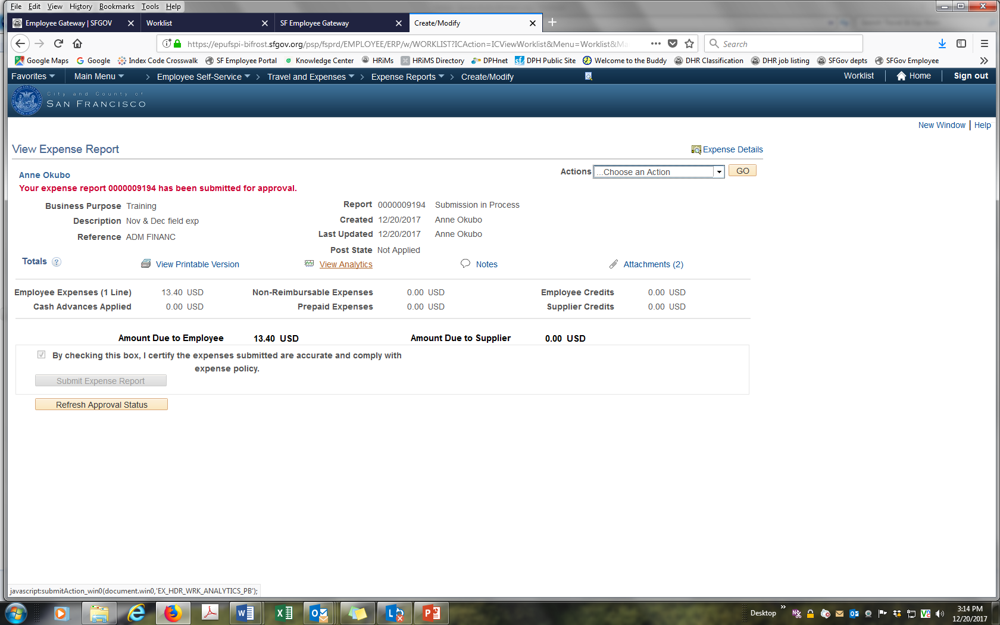 File Edit View History Bookmarks Tools Help
Employee Gateway | SFGOV Worklist SF Employee Gateway Create/Modify
https://epufspi-bifrost.sfgov.org/psp/fsprd/EMPLOYEE/ERP/w/WORKLIST?ICAction=ICViewWorklist&Menu=Worklist&Ma Search
Google Maps Google Index Code Crosswalk SF Employee Portal Knowledge Center HRiMs HRiMS Directory DPHnet DPH Public Site Welcome to the Buddy DHR Classification DHR job listing SFGov depts SFGov Employee
Favorites Main Menu > Employee Self-Service > Travel and Expenses > Expense Reports > Create/Modify Worklist Home Sign out
City and County of
SAN FRANCISCO
New Window | Help
View Expense Report Expense Details
Anne Okubo Actions ...Choose an Action GO
Your expense report 0000009194 has been submitted for approval.
Business Purpose Training Report 0000009194 Submission in Process
Description Nov & Dec field exp Created 12/20/2017 Anne Okubo
Reference ADM FINANC Last Updated 12/20/2017 Anne Okubo
Post State Not Applied
Totals ? View Printable Version View Analytics Notes Attachments (2)
Employee Expenses (1 Line) 13.40 USD Non-Reimbursable Expenses 0.00 USD Employee Credits 0.00 USD
Cash Advances Applied 0.00 USD Prepaid Expenses 0.00 USD Supplier Credits 0.00 USD
Amount Due to Employee 13.40 USD Amount Due to Supplier 0.00 USD
By checking this box, I certify the expenses submitted are accurate and comply with
expense policy.
Submit Expense Report
Refresh Approval Status
javascript:submitAction_win0(document.win0,'EX_HDR_WRK_ANALYTICS_PB');
Desktop 3:14 PM
12/20/2017